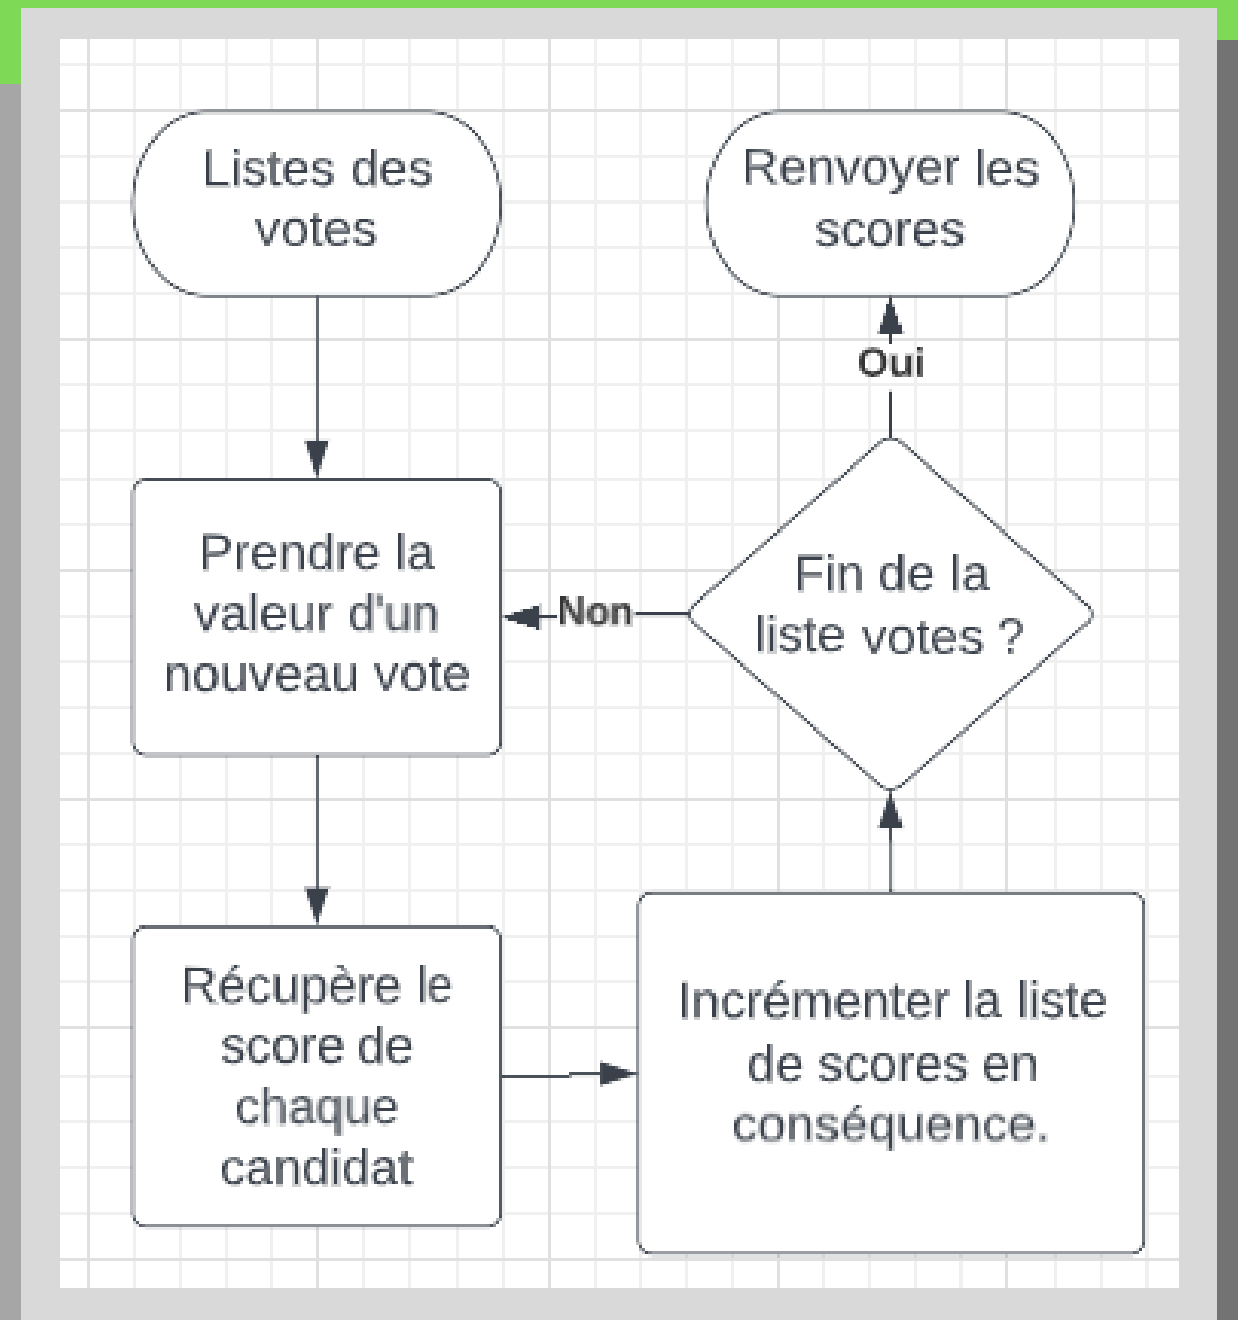 Listes des
votes
Prendre la
valeur d'un
nouveau vote
Récupère le
score de
chaque
candidat
Incrémenter la liste
de scores en
conséquence.
Fin de la
liste votes ?
Non
Oui
Renvoyer les
scores